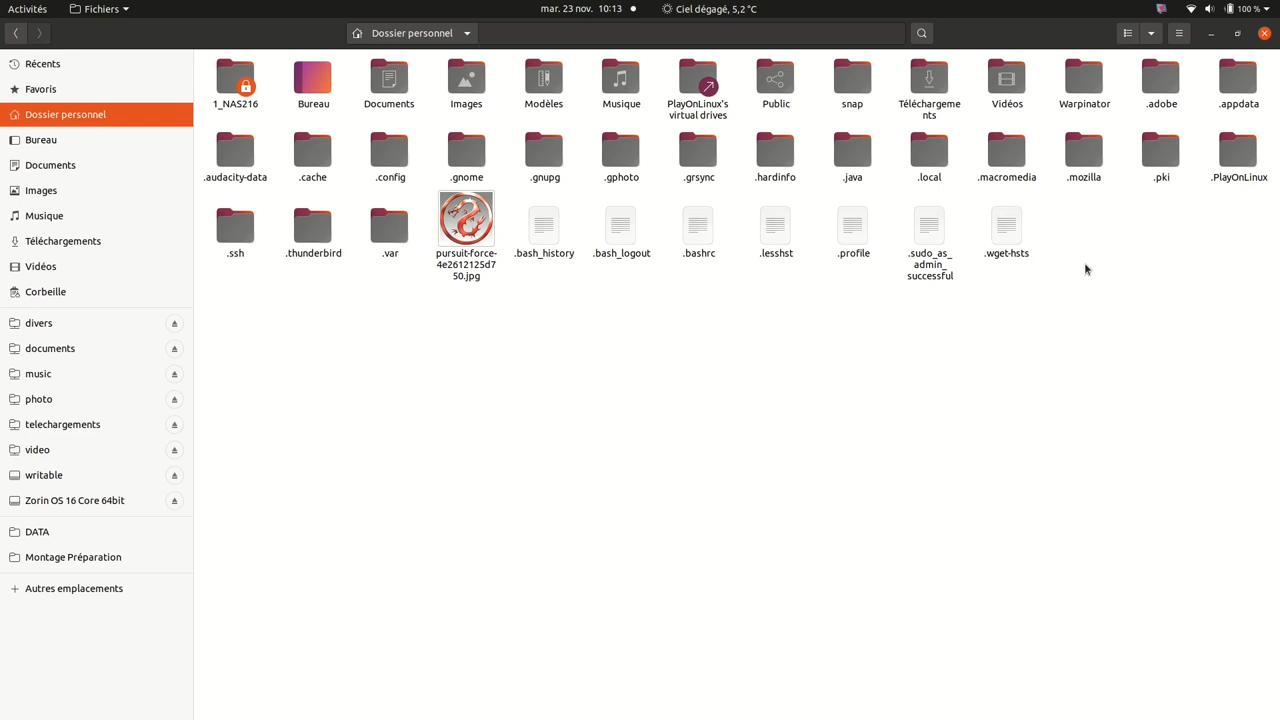 Activités
Fichiers
mar. 23 nov. 10:13
Ciel dégagé, 5,2 °C
100 %
Dossier personnel
Récents
Favoris
Dossier personnel
Bureau
Documents
Images
Musique
Téléchargements
Vidéos
Corbeille
divers
documents
music
photo
telechargements
video
writable
Zorin OS 16 Core 64bit
DATA
Montage Préparation
Autres emplacements
1_NAS216
Bureau
Documents
Images
Modèles
Musique
PlayOnLinux's
virtual drives
Public
snap
Téléchargeme
nts
Vidéos
Warpinator
.adobe
.appdata
.audacity-data
.cache
.config
.gnome
.gnupg
.gphoto
.grsync
.hardinfo
.java
.local
.macromedia
.mozilla
.pki
.PlayOnLinux
.ssh
.thunderbird
.var
pursuit-force-
4e2612125d7
50.jpg
.bash_history
.bash_logout
.bashrc
.lesshst
.profile
.sudo_as_
admin_
successful
.wget-hsts